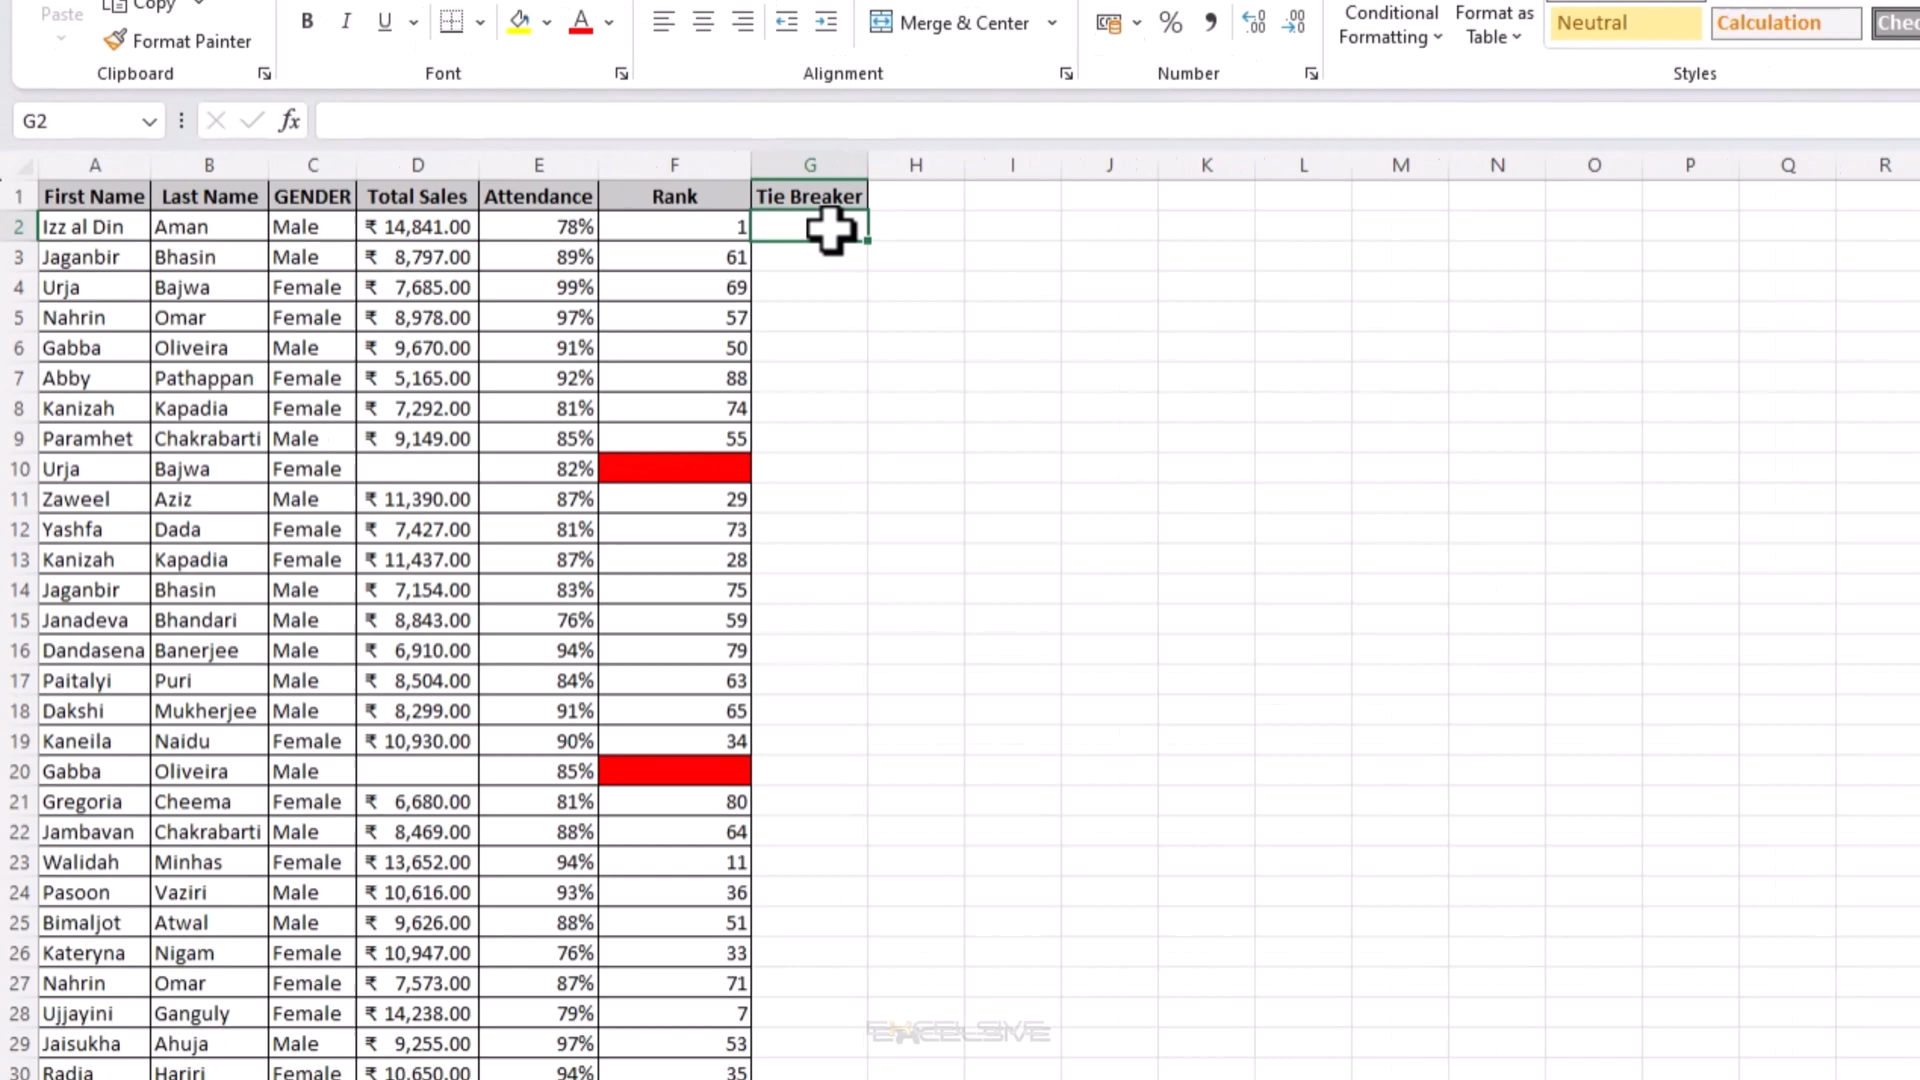 Paste Copy
Format Painter
B I U A
Merge & Center
%
Conditional Formatting
Format as Table
Neutral Calculation
Clipboard Font Alignment Number Styles
G2 fx
A B C D E F G H I J K L M N O P Q R
1 First Name Last Name GENDER Total Sales Attendance Rank Tie Breaker
2 Izz al Din Aman Male ₹ 14,841.00 78% 1
3 Jaganbir Bhasin Male ₹ 8,797.00 89% 61
4 Urja Bajwa Female ₹ 7,685.00 99% 69
5 Nahrin Omar Female ₹ 8,978.00 97% 57
6 Gabba Oliveira Male ₹ 9,670.00 91% 50
7 Abby Pathappan Female ₹ 5,165.00 92% 88
8 Kanizah Kapadia Female ₹ 7,292.00 81% 74
9 Paramhet Chakrabarti Male ₹ 9,149.00 85% 55
10 Urja Bajwa Female 82%
11 Zaweel Aziz Male ₹ 11,390.00 87% 29
12 Yashfa Dada Female ₹ 7,427.00 81% 73
13 Kanizah Kapadia Female ₹ 11,437.00 87% 28
14 Jaganbir Bhasin Male ₹ 7,154.00 83% 75
15 Janadeva Bhandari Male ₹ 8,843.00 76% 59
16 Dandasena Banerjee Male ₹ 6,910.00 94% 79
17 Paitalyi Puri Male ₹ 8,504.00 84% 63
18 Dakshi Mukherjee Male ₹ 8,299.00 91% 65
19 Kaneila Naidu Female ₹ 10,930.00 90% 34
20 Gabba Oliveira Male 85%
21 Gregoria Cheema Female ₹ 6,680.00 81% 80
22 Jambavan Chakrabarti Male ₹ 8,469.00 88% 64
23 Walidah Minhas Female ₹ 13,652.00 94% 11
24 Pasoon Vaziri Male ₹ 10,616.00 93% 36
25 Bimaljot Atwal Male ₹ 9,626.00 88% 51
26 Kateryna Nigam Female ₹ 10,947.00 76% 33
27 Nahrin Omar Female ₹ 7,573.00 87% 71
28 Ujjayini Ganguly Female ₹ 14,238.00 79% 7
29 Jaisukha Ahuja Male ₹ 9,255.00 97% 53
30 Radia Hariri Female ₹ 10,650.00 94% 35
EXCELSIVE